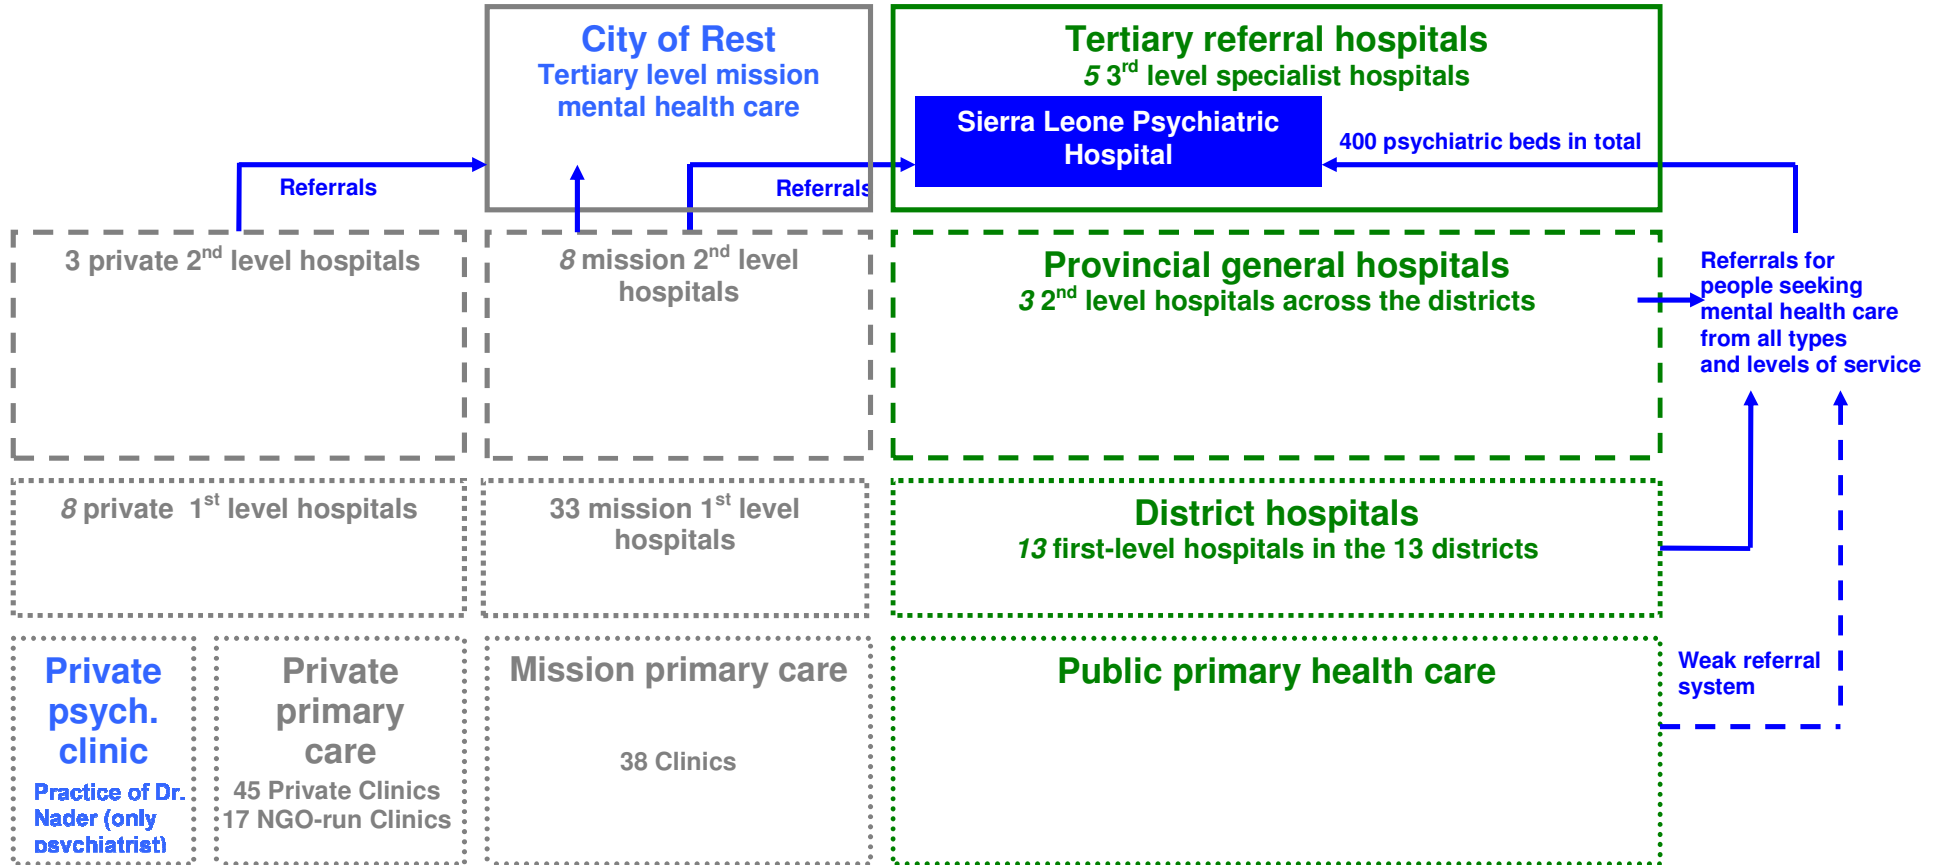 City of Rest
Tertiary level mission
mental health care
Tertiary referral hospitals
5 3rd level specialist hospitals
Sierra Leone Psychiatric
Hospital
400 psychiatric beds in total
Referrals
Referrals
3 private 2nd level hospitals
8 mission 2nd level
hospitals
Provincial general hospitals
3 2nd level hospitals across the districts
Referrals for
people seeking
mental health care
from all types
and levels of service
8 private 1st level hospitals
33 mission 1st level
hospitals
District hospitals
13 first-level hospitals in the 13 districts
Private
psych.
clinic
Practice of Dr.
Nader (only
psychiatrist)
Private
primary
care
45 Private Clinics
17 NGO-run Clinics
Mission primary care
38 Clinics
Public primary health care
Weak referral
system